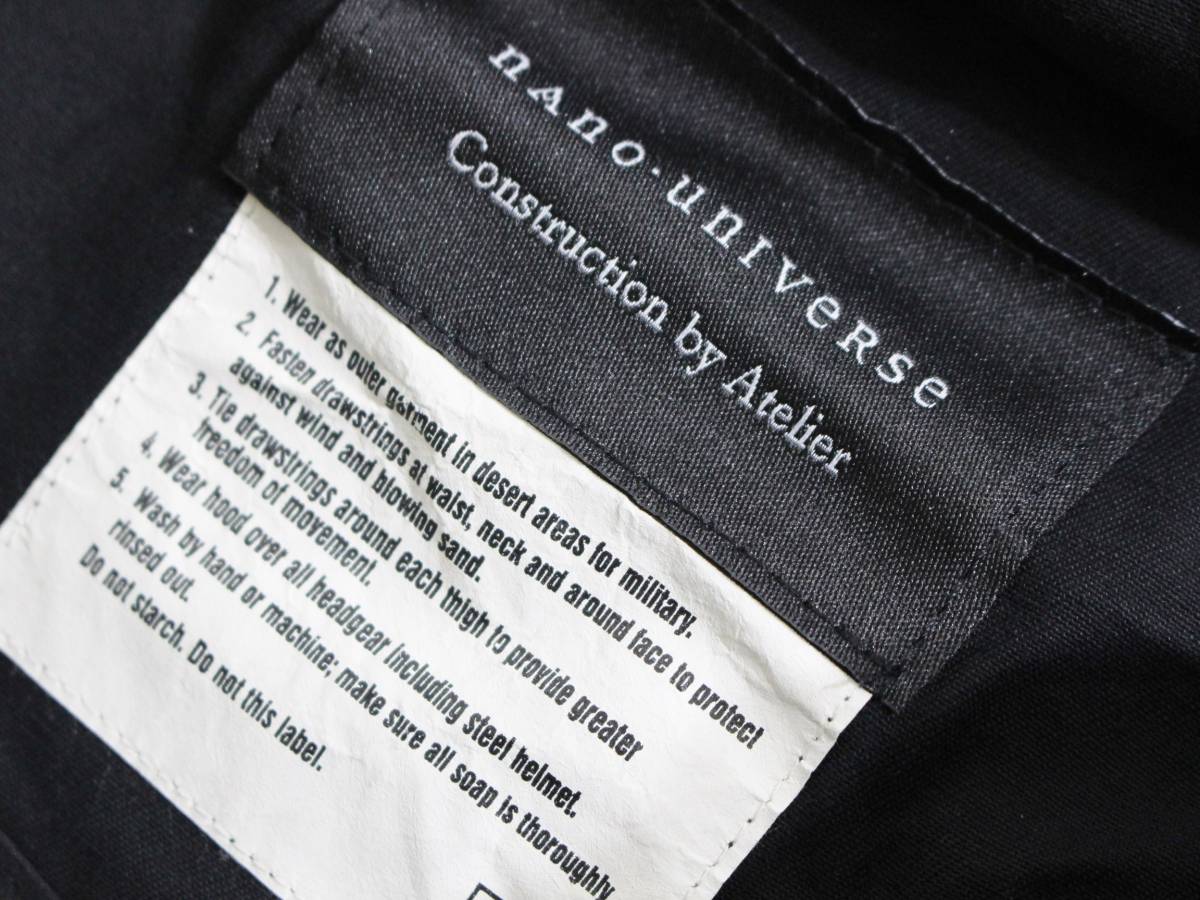 nano·universe
Construction by Atelier
1. Wear as outer garment in desert areas for military.
2. Fasten drawstrings at waist, neck and around face to protect
against wind and blowing sand.
3. Tie drawstrings around each thigh to provide greater
freedom of movement.
4. Wear hood over all headgear including steel helmet.
5. Wash by hand or machine; make sure all soap is thoroughly
rinsed out.
Do not starch. Do not this label.